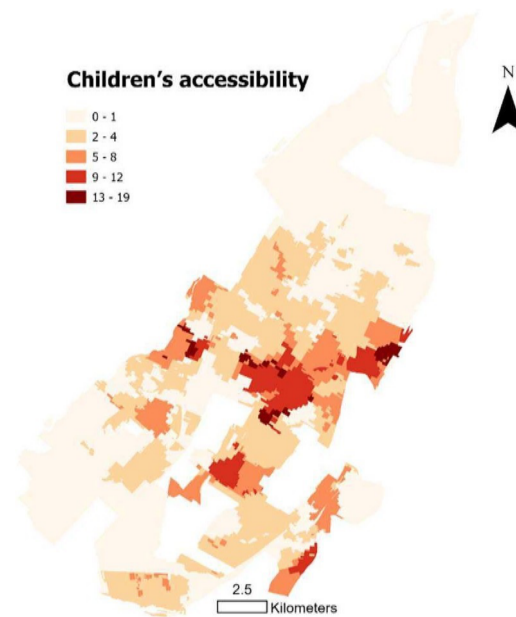 Children's accessibility
N
0 - 1
2 - 4
5 - 8
9 - 12
13 - 19
2.5
Kilometers